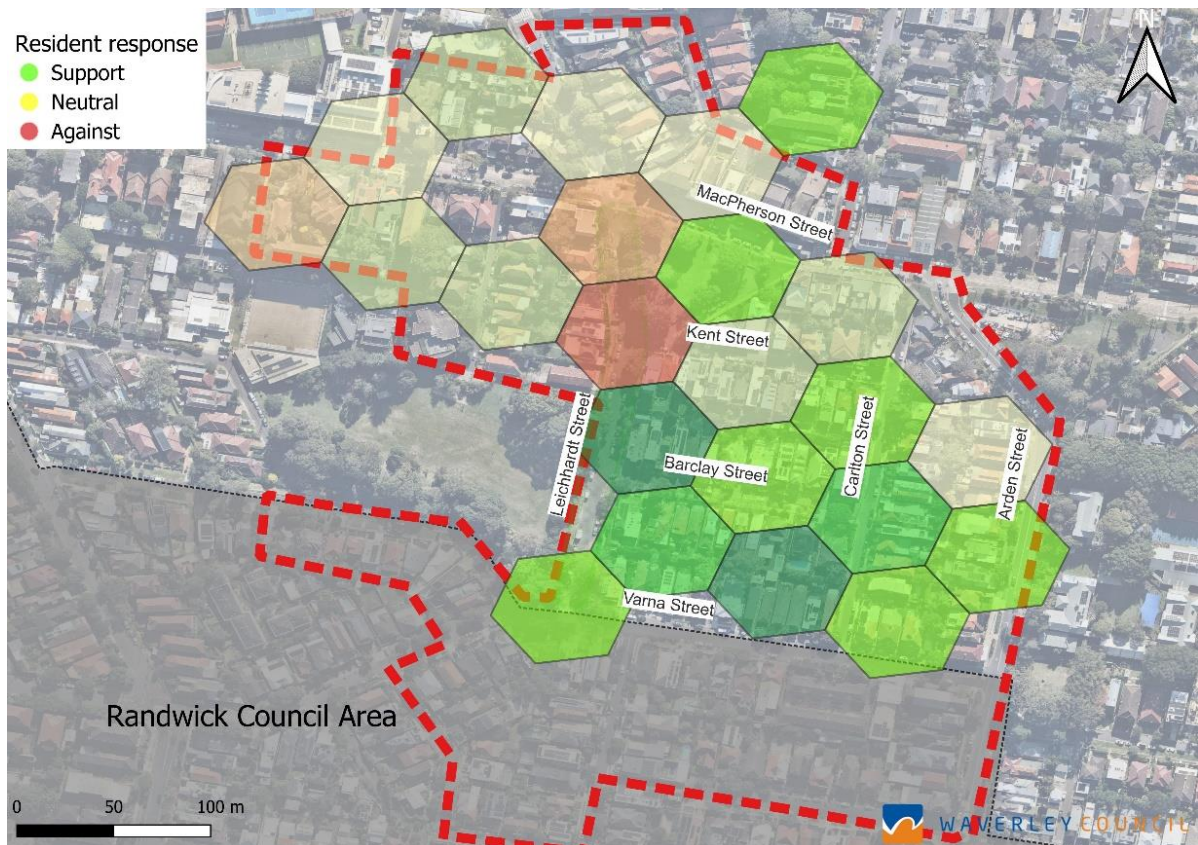 Resident response
Support
Neutral
Against
N
MacPherson Street
Kent Street
Leichhardt Street
Barclay Street
Carlton Street
Arden Street
Varna Street
Randwick Council Area
0 50 100 m
WAVERLEY COUNCIL